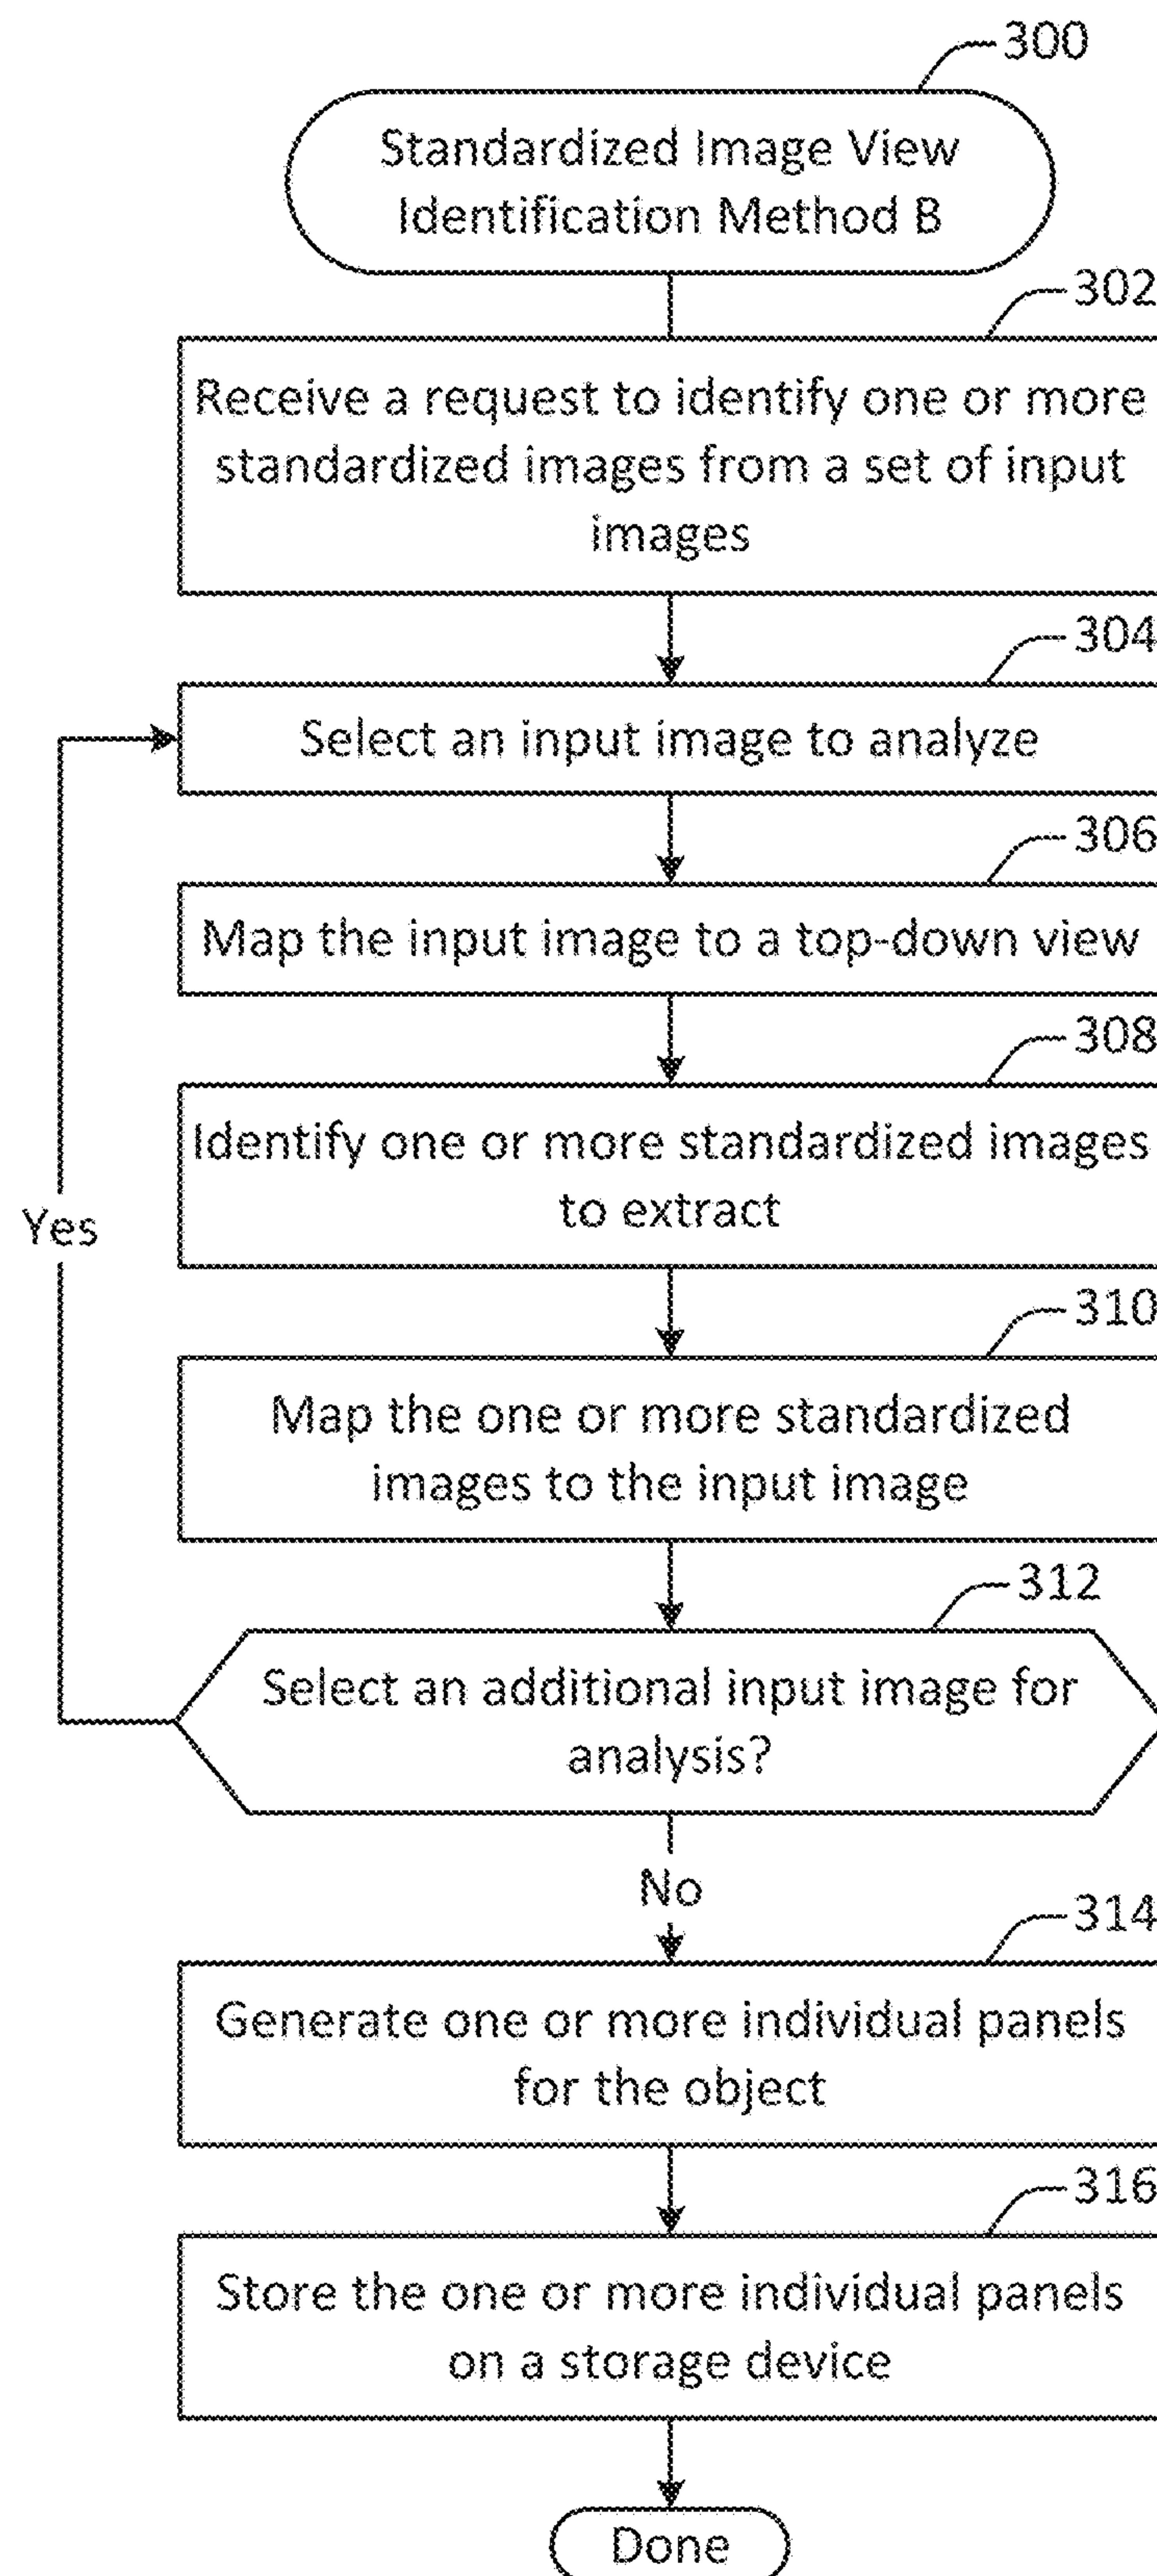 300
Standardized Image View
Identification Method B
302
Receive a request to identify one or more
standardized images from a set of input
images
304
Select an input image to analyze
306
Map the input image to a top-down view
308
Identify one or more standardized images
to extract
Yes
310
Map the one or more standardized
images to the input image
312
Select an additional input image for
analysis?
No
314
Generate one or more individual panels
for the object
316
Store the one or more individual panels
on a storage device
Done